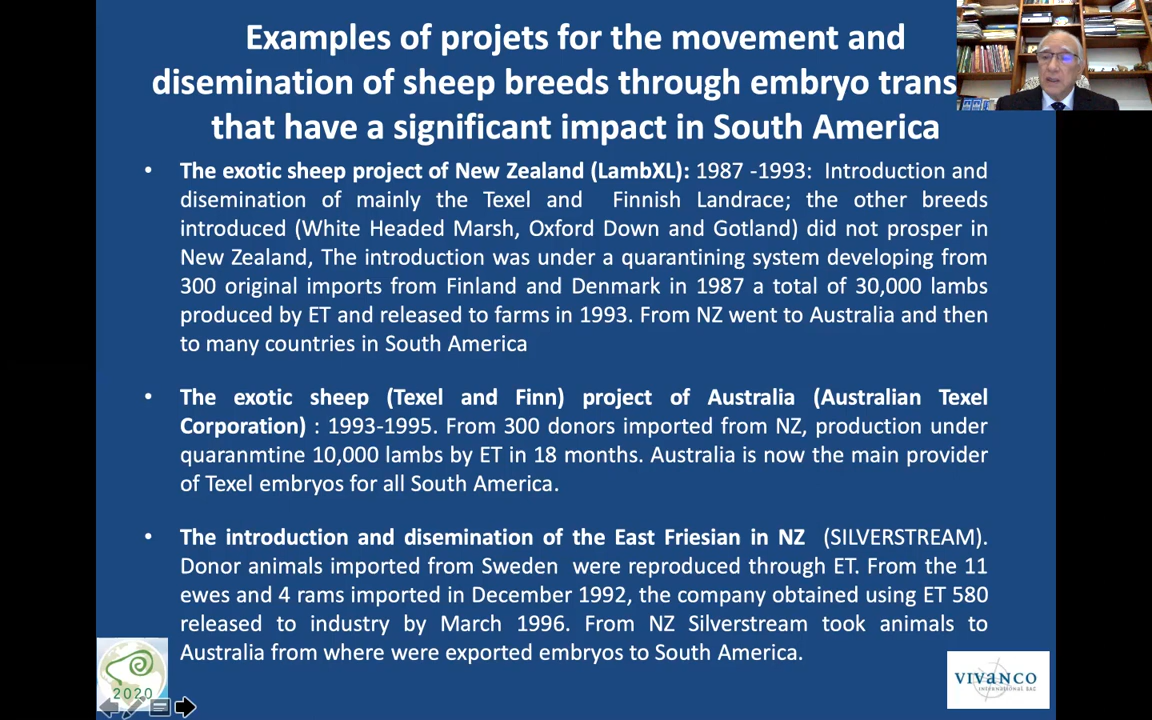 Examples of projets for the movement and
disemination of sheep breeds through embryo trans
that have a significant impact in South America
• The exotic sheep project of New Zealand (LambXL): 1987 -1993: Introduction and
disemination of mainly the Texel and Finnish Landrace; the other breeds
introduced (White Headed Marsh, Oxford Down and Gotland) did not prosper in
New Zealand, The introduction was under a quarantining system developing from
300 original imports from Finland and Denmark in 1987 a total of 30,000 lambs
produced by ET and released to farms in 1993. From NZ went to Australia and then
to many countries in South America
• The exotic sheep (Texel and Finn) project of Australia (Australian Texel
Corporation) : 1993-1995. From 300 donors imported from NZ, production under
quaranmtine 10,000 lambs by ET in 18 months. Australia is now the main provider
of Texel embryos for all South America.
• The introduction and disemination of the East Friesian in NZ (SILVERSTREAM).
Donor animals imported from Sweden were reproduced through ET. From the 11
ewes and 4 rams imported in December 1992, the company obtained using ET 580
released to industry by March 1996. From NZ Silverstream took animals to
Australia from where were exported embryos to South America.
2020
VIVANCO
INTERNATIONAL SAC